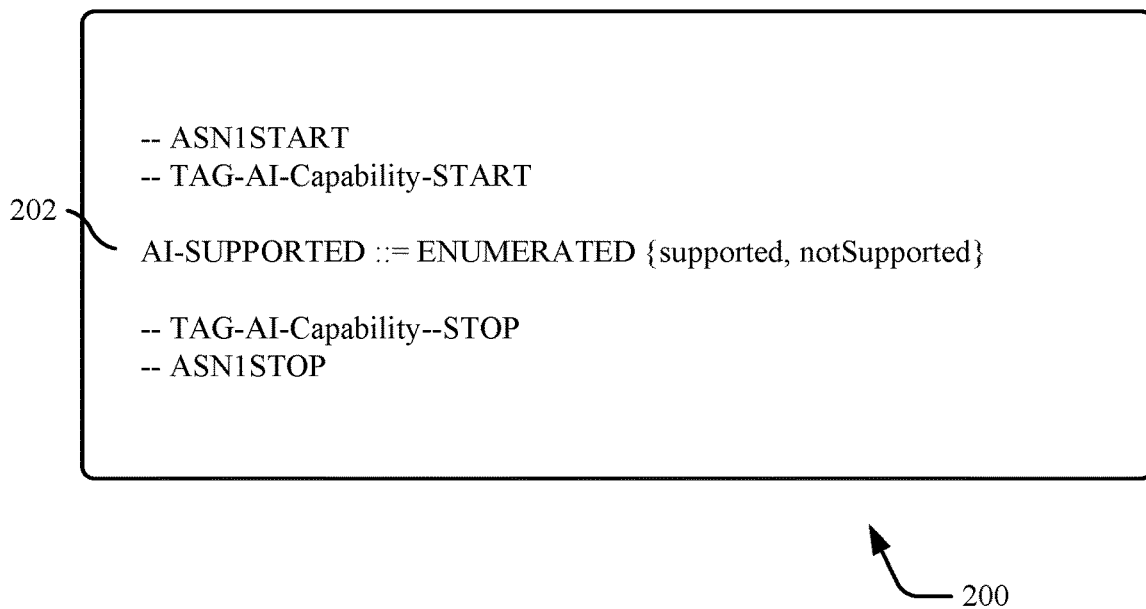 -- ASN1START
-- TAG-AI-Capability-START
202
AI-SUPPORTED ::= ENUMERATED {supported, notSupported}
-- TAG-AI-Capability--STOP
-- ASN1STOP
200